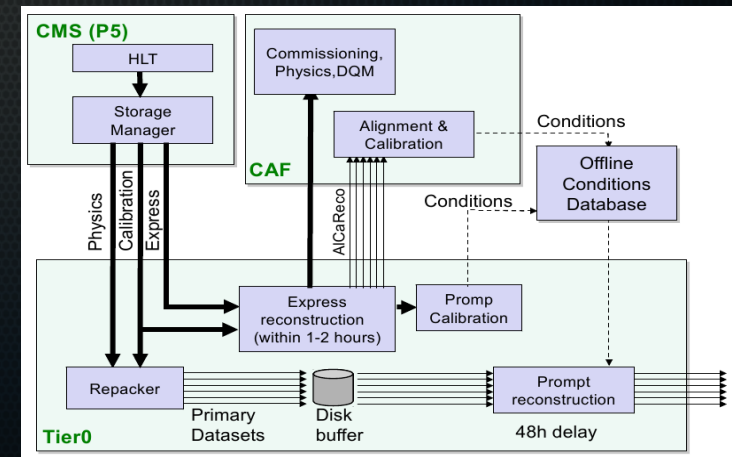 CMS (P5)
HLT
Storage
Manager
Commissioning,
Physics,DQM
Alignment &
Calibration
CAF
Conditions
Offline
Conditions
Database
Conditions
Physics
Calibration
Express
AlCaReco
Express
reconstruction
(within 1-2 hours)
Promp
Calibration
Repacker
Primary
Datasets
Disk
buffer
Prompt
reconstruction
48h delay
Tier0